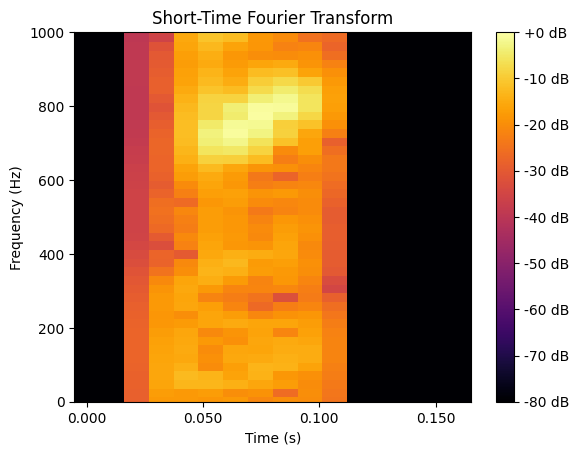 Short-Time Fourier Transform
1000
800
600
400
200
0
Frequency (Hz)
0.000
0.050
0.100
0.150
Time (s)
+0 dB
-10 dB
-20 dB
-30 dB
-40 dB
-50 dB
-60 dB
-70 dB
-80 dB